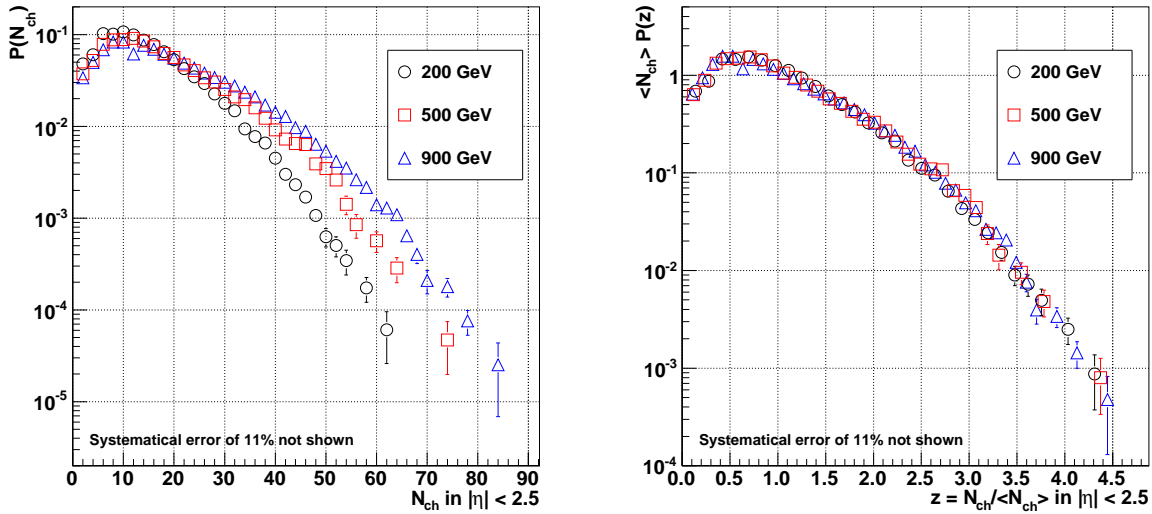 P(N_ch)
10^-1
10^-2
10^-3
10^-4
10^-5
200 GeV
500 GeV
900 GeV
Systematical error of 11% not shown
0 10 20 30 40 50 60 70 80 90
N_ch in |η| < 2.5
<N_ch> P(z)
1
10^-1
10^-2
10^-3
10^-4
200 GeV
500 GeV
900 GeV
Systematical error of 11% not shown
0.0 0.5 1.0 1.5 2.0 2.5 3.0 3.5 4.0 4.5
z = N_ch/<N_ch> in |η| < 2.5